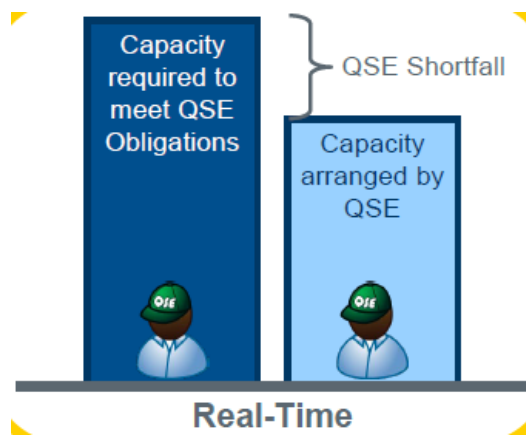 Capacity
required to
meet QSE
Obligations
QSE Shortfall
Capacity
arranged by
QSE
QSE
QSE
Real-Time